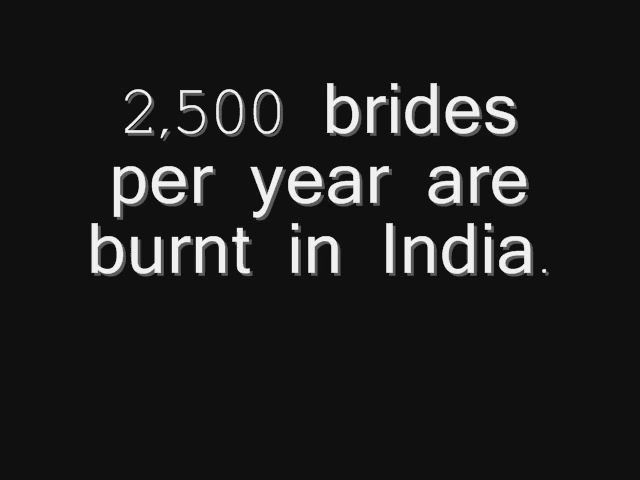 2,500 brides
per year are
burnt in India.